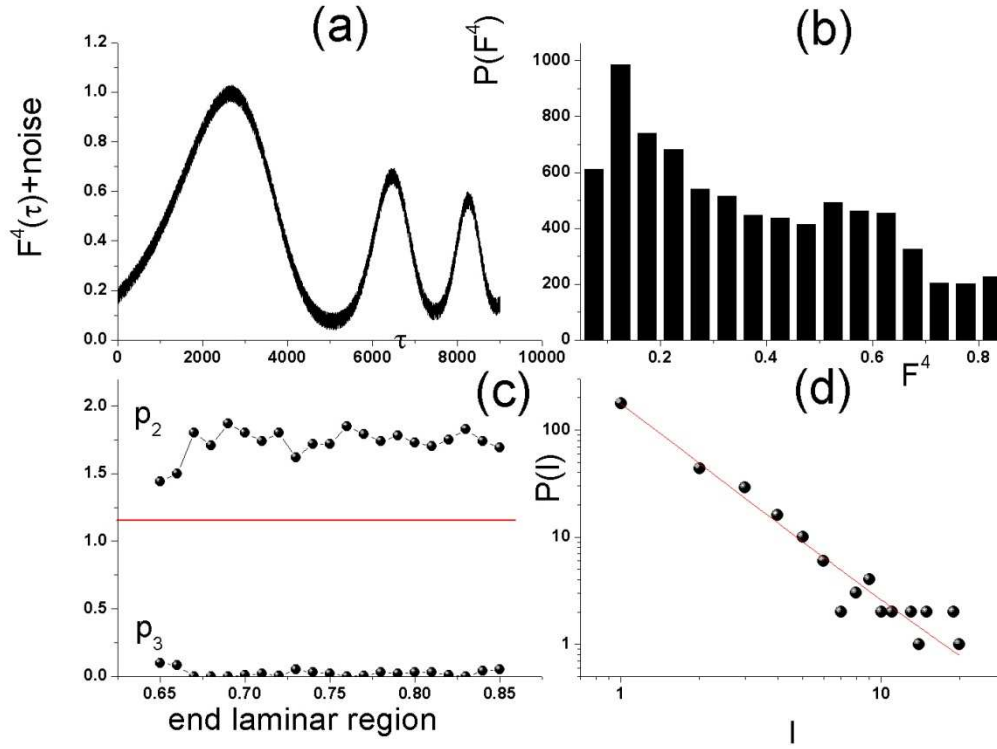 (a)
F⁴(τ)+noise
1.2
1.0
0.8
0.6
0.4
0.2
0.0
0 2000 4000 6000 8000 10000
τ
(b)
P(F⁴)
1000
800
600
400
200
0
0.2 0.4 0.6 0.8
F⁴
(c)
2.0
1.5
1.0
0.5
0.0
p₂
p₃
0.65 0.70 0.75 0.80 0.85
end laminar region
(d)
P(l)
100
10
1
1 10
l